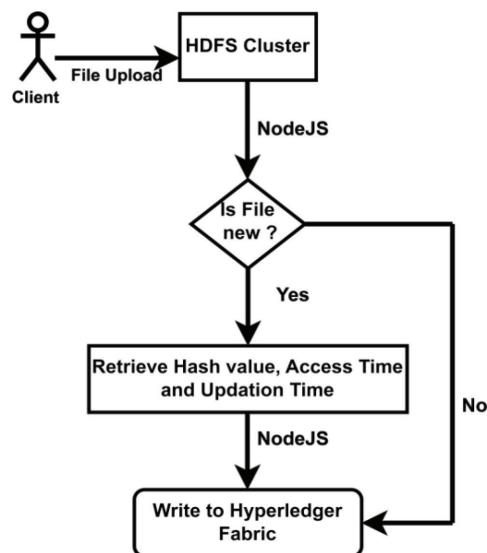 HDFS Cluster
File Upload
Client
NodeJS
Is File
new ?
Yes
Retrieve Hash value, Access Time
and Updation Time
No
NodeJS
Write to Hyperledger
Fabric